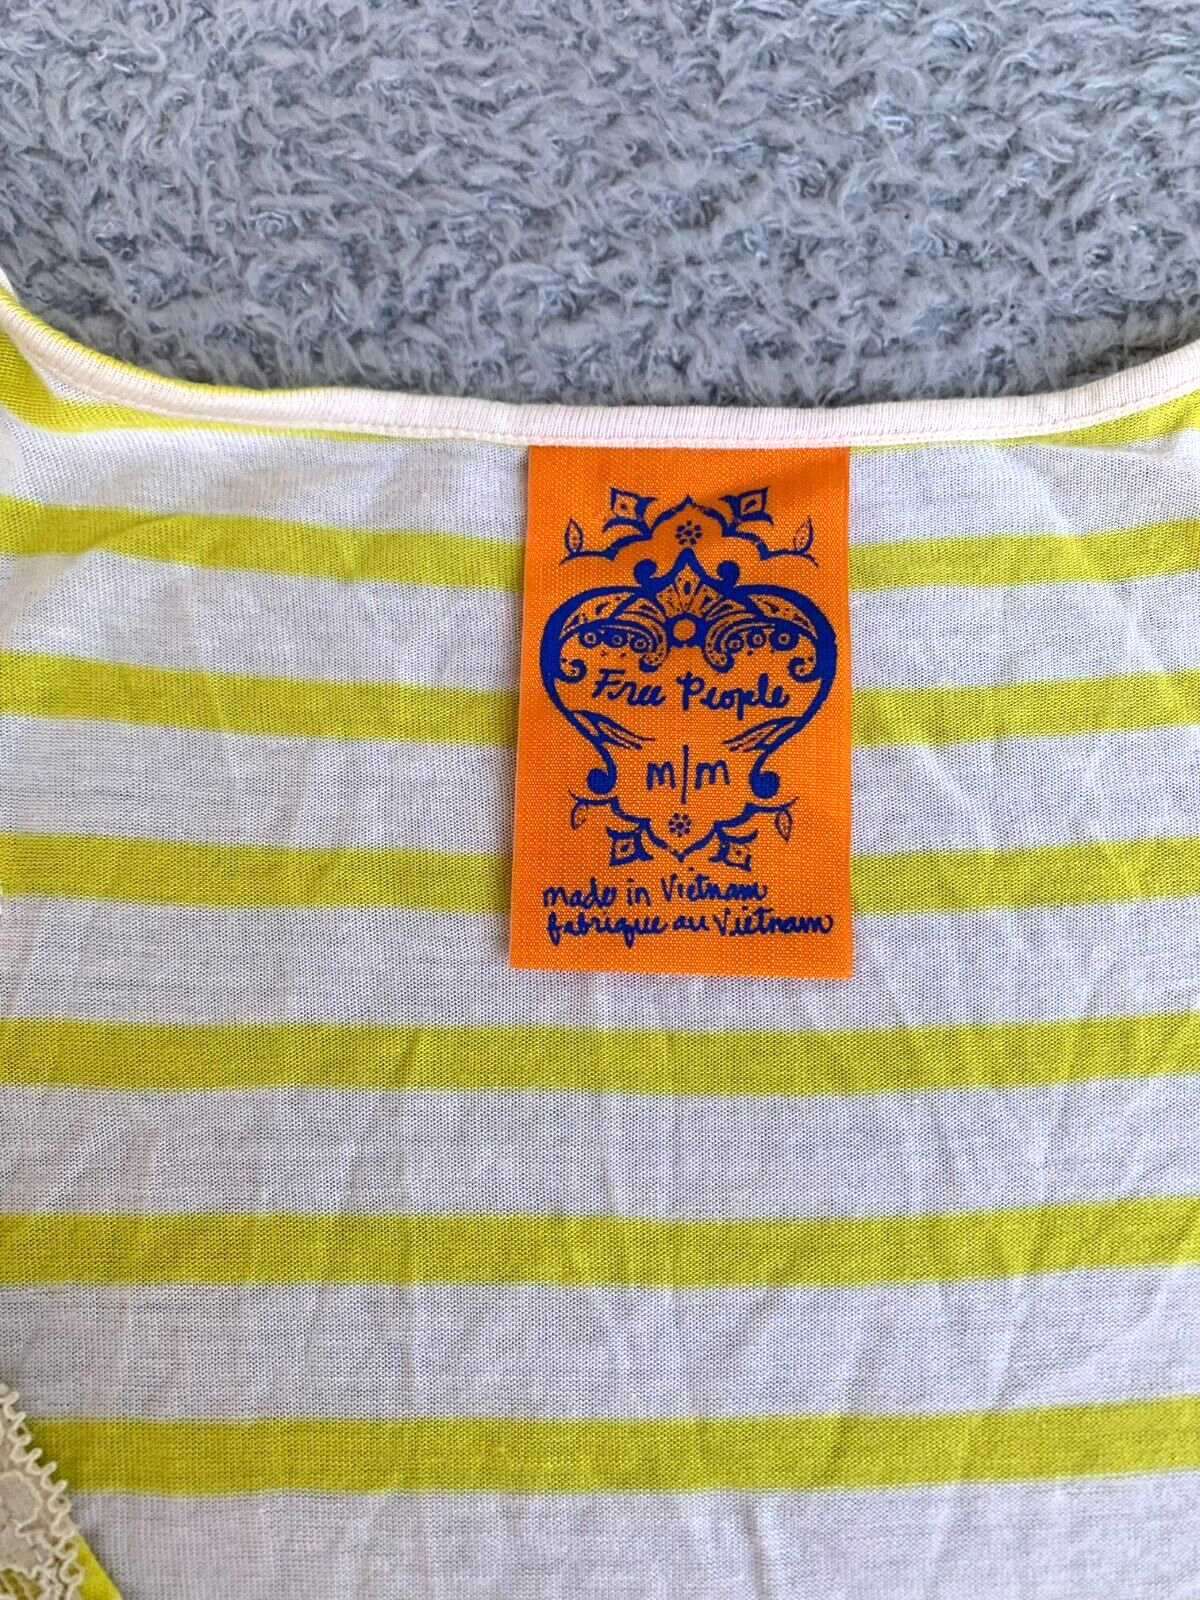 Free People
m/m
made in Vietnam
fabriqué au Vietnam